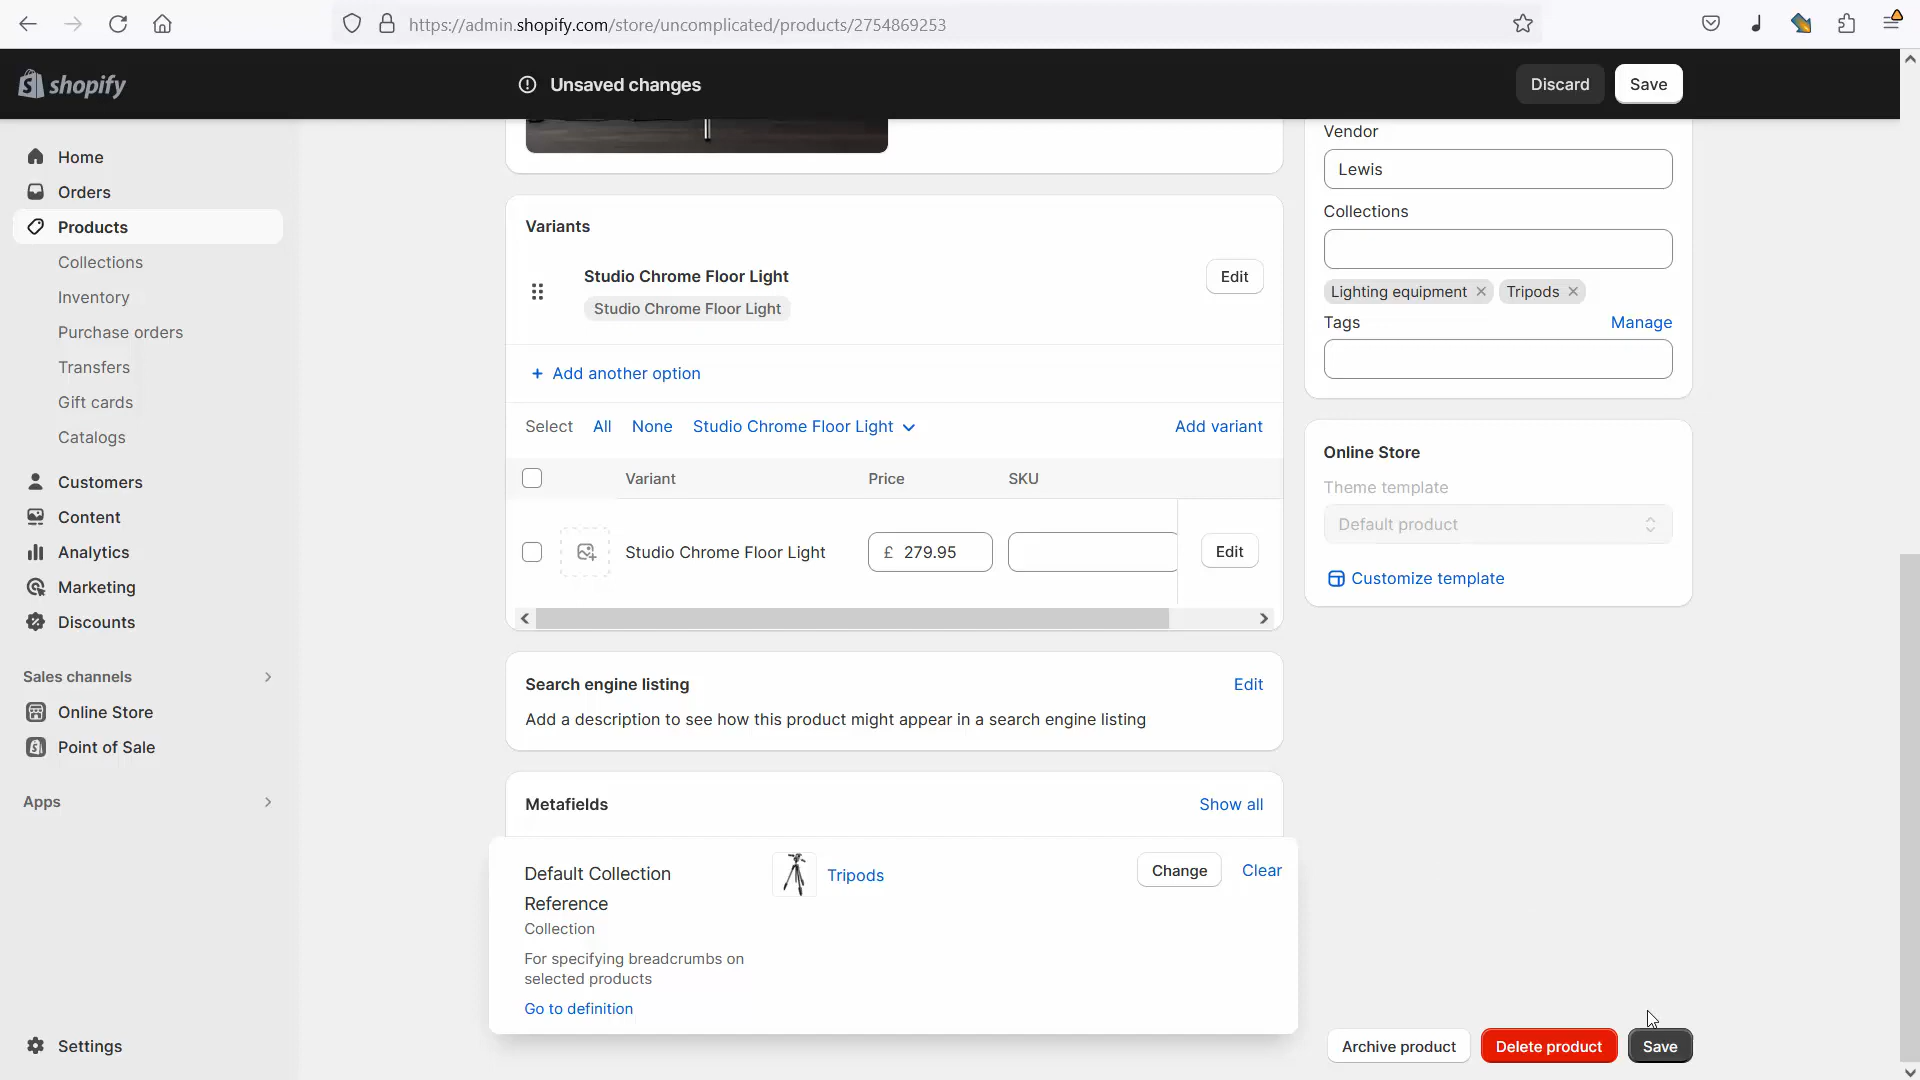 https://admin.shopify.com/store/uncomplicated/products/2754869253
shopify
Unsaved changes
Discard
Save
Home
Orders
Products
Collections
Inventory
Purchase orders
Transfers
Gift cards
Catalogs
Customers
Content
Analytics
Marketing
Discounts
Sales channels
Online Store
Point of Sale
Apps
Settings
Variants
Studio Chrome Floor Light
Edit
Studio Chrome Floor Light
+ Add another option
Select All None Studio Chrome Floor Light
Add variant
Variant Price SKU
Studio Chrome Floor Light £ 279.95 Edit
Search engine listing
Edit
Add a description to see how this product might appear in a search engine listing
Metafields
Show all
Default Collection
Reference
Collection
For specifying breadcrumbs on
selected products
Go to definition
Tripods
Change
Clear
Vendor
Lewis
Collections
Lighting equipment
Tripods
Tags
Manage
Online Store
Theme template
Default product
Customize template
Archive product
Delete product
Save